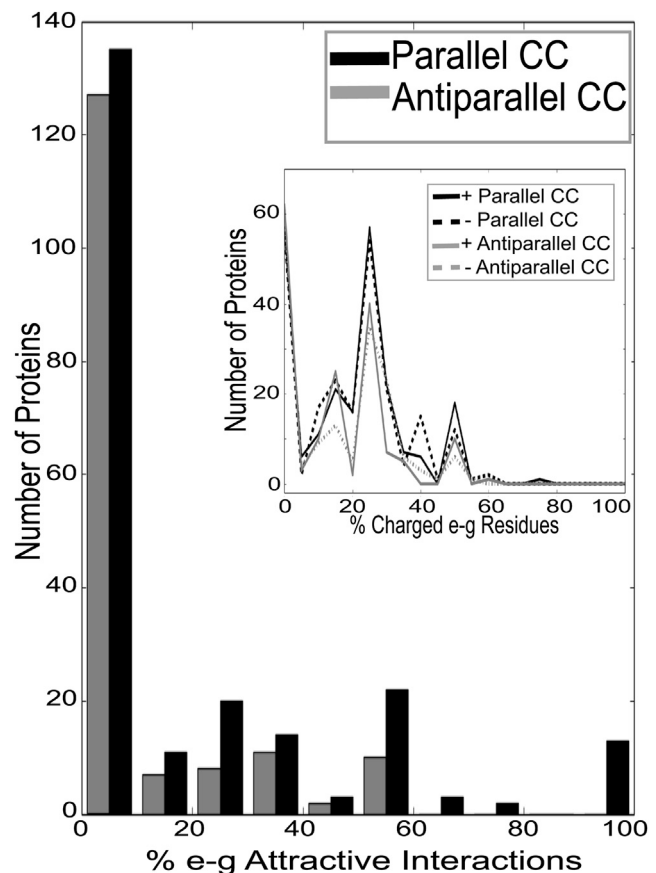 140
120
100
80
60
40
20
0
Number of Proteins
Parallel CC
Antiparallel CC
60
40
20
0
Number of Proteins
+ Parallel CC
- Parallel CC
+ Antiparallel CC
- Antiparallel CC
0 20 40 60 80 100
% Charged e-g Residues
0 20 40 60 80 100
% e-g Attractive Interactions